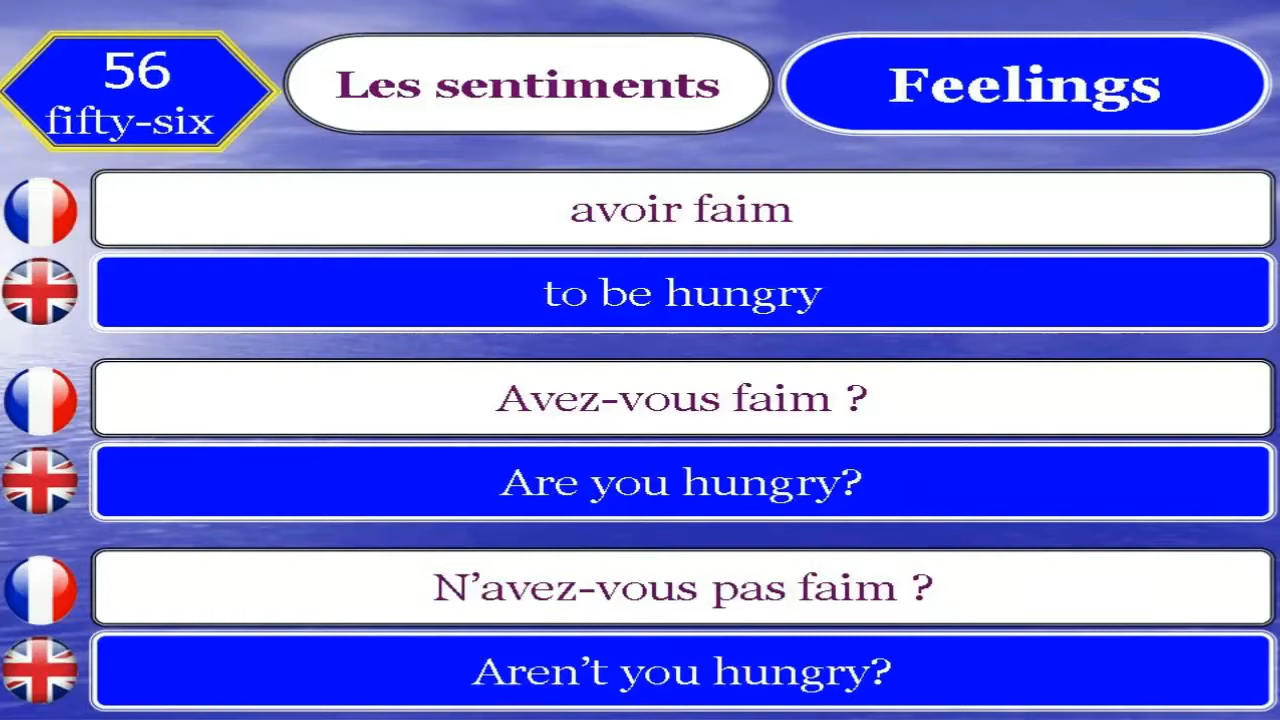 56
fifty-six
Les sentiments
Feelings
avoir faim
to be hungry
Avez-vous faim ?
Are you hungry?
N’avez-vous pas faim ?
Aren’t you hungry?